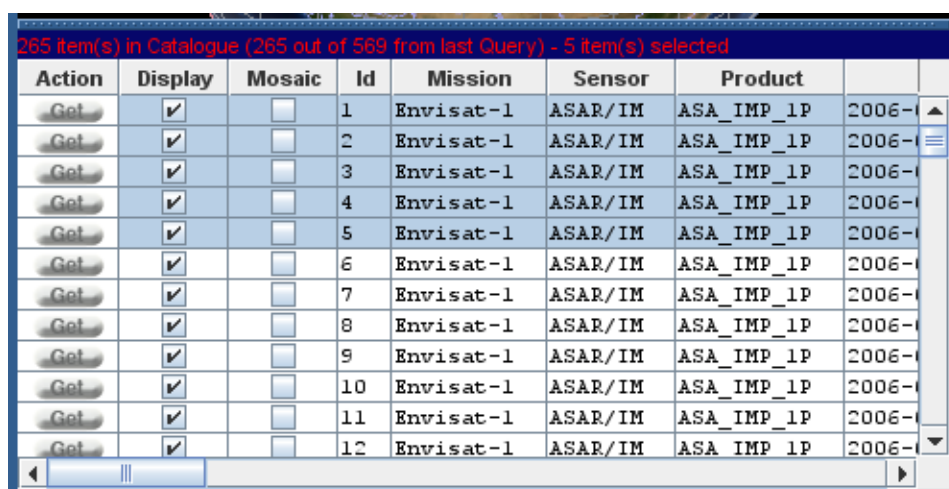 265 item(s) in Catalogue (265 out of 569 from last Query) - 5 item(s) selected
Action Display Mosaic Id Mission Sensor Product
Get 1 Envisat-1 ASAR/IM ASA_IMP_1P 2006-
Get 2 Envisat-1 ASAR/IM ASA_IMP_1P 2006-
Get 3 Envisat-1 ASAR/IM ASA_IMP_1P 2006-
Get 4 Envisat-1 ASAR/IM ASA_IMP_1P 2006-
Get 5 Envisat-1 ASAR/IM ASA_IMP_1P 2006-
Get 6 Envisat-1 ASAR/IM ASA_IMP_1P 2006-
Get 7 Envisat-1 ASAR/IM ASA_IMP_1P 2006-
Get 8 Envisat-1 ASAR/IM ASA_IMP_1P 2006-
Get 9 Envisat-1 ASAR/IM ASA_IMP_1P 2006-
Get 10 Envisat-1 ASAR/IM ASA_IMP_1P 2006-
Get 11 Envisat-1 ASAR/IM ASA_IMP_1P 2006-
Get 12 Envisat-1 ASAR/IM ASA_IMP_1P 2006-